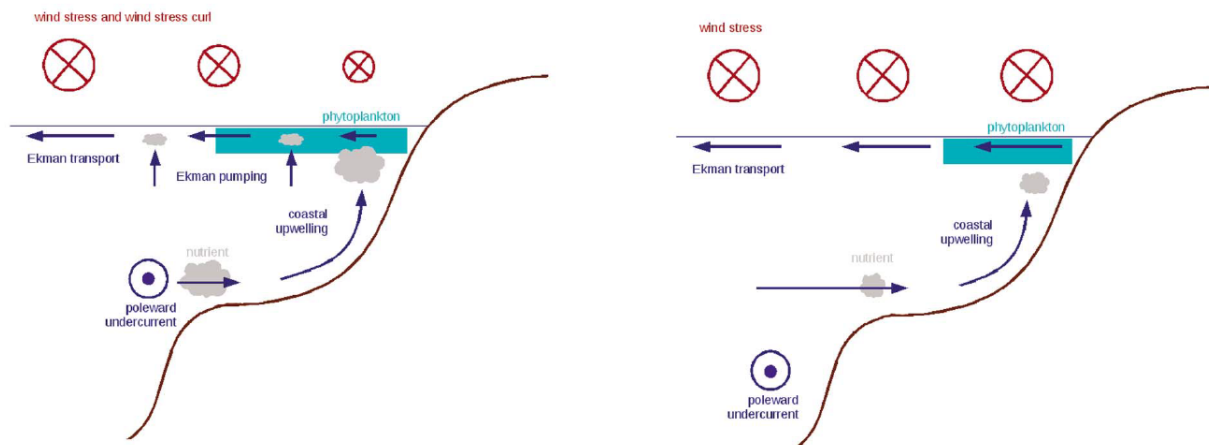 wind stress and wind stress curl
phytoplankton
Ekman transport
Ekman pumping
coastal
upwelling
nutrient
poleward
undercurrent
wind stress
phytoplankton
Ekman transport
coastal
upwelling
nutrient
poleward
undercurrent